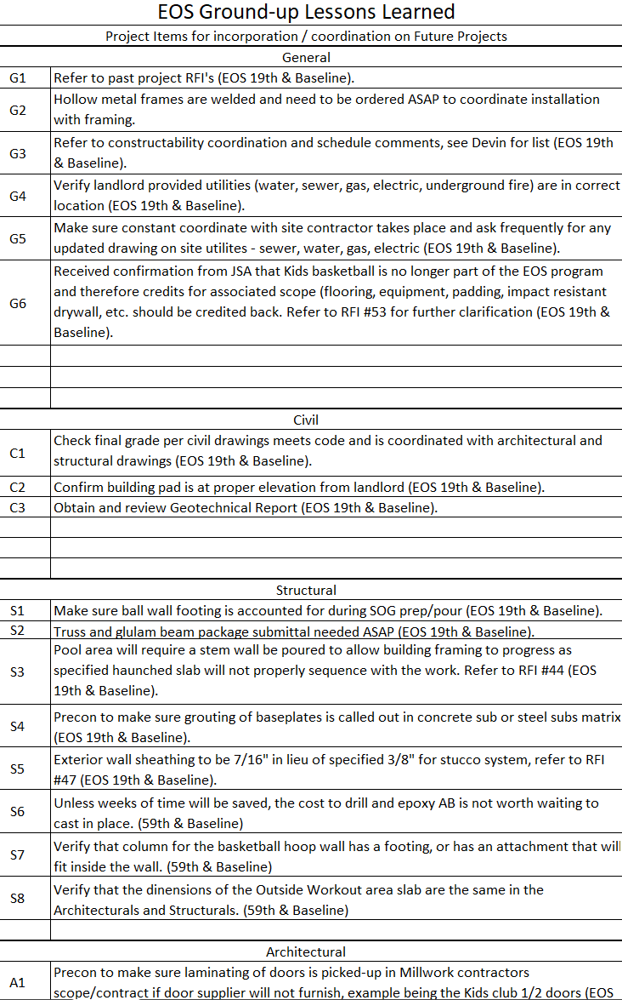 EOS Ground-up Lessons Learned
Project Items for incorporation / coordination on Future Projects
General
G1 Refer to past project RFI's (EOS 19th & Baseline).
G2 Hollow metal frames are welded and need to be ordered ASAP to coordinate installation
with framing.
G3 Refer to constructability coordination and schedule comments, see Devin for list (EOS 19th
& Baseline).
G4 Verify landlord provided utilities (water, sewer, gas, electric, underground fire) are in correct
location (EOS 19th & Baseline).
G5 Make sure constant coordinate with site contractor takes place and ask frequently for any
updated drawing on site utilites - sewer, water, gas, electric (EOS 19th & Baseline).
G6 Received confirmation from JSA that Kids basketball is no longer part of the EOS program
and therefore credits for associated scope (flooring, equipment, padding, impact resistant
drywall, etc. should be credited back. Refer to RFI #53 for further clarification (EOS 19th &
Baseline).
Civil
C1 Check final grade per civil drawings meets code and is coordinated with architectural and
structural drawings (EOS 19th & Baseline).
C2 Confirm building pad is at proper elevation from landlord (EOS 19th & Baseline).
C3 Obtain and review Geotechnical Report (EOS 19th & Baseline).
Structural
S1 Make sure ball wall footing is accounted for during SOG prep/pour (EOS 19th & Baseline).
S2 Truss and glulam beam package submittal needed ASAP (EOS 19th & Baseline).
S3 Pool area will require a stem wall be poured to allow building framing to progress as
specified haunched slab will not properly sequence with the work. Refer to RFI #44 (EOS
19th & Baseline).
S4 Precon to make sure grouting of baseplates is called out in concrete sub or steel subs matrix
(EOS 19th & Baseline).
S5 Exterior wall sheathing to be 7/16" in lieu of specified 3/8" for stucco system, refer to RFI
#47 (EOS 19th & Baseline).
S6 Unless weeks of time will be saved, the cost to drill and epoxy AB is not worth waiting to
cast in place. (59th & Baseline)
S7 Verify that column for the basketball hoop wall has a footing, or has an attachment that will
fit inside the wall. (59th & Baseline)
S8 Verify that the dinensions of the Outside Workout area slab are the same in the
Architecturals and Structurals. (59th & Baseline)
Architectural
A1 Precon to make sure laminating of doors is picked-up in Millwork contractors
scope/contract if door supplier will not furnish, example being the Kids club 1/2 doors (EOS